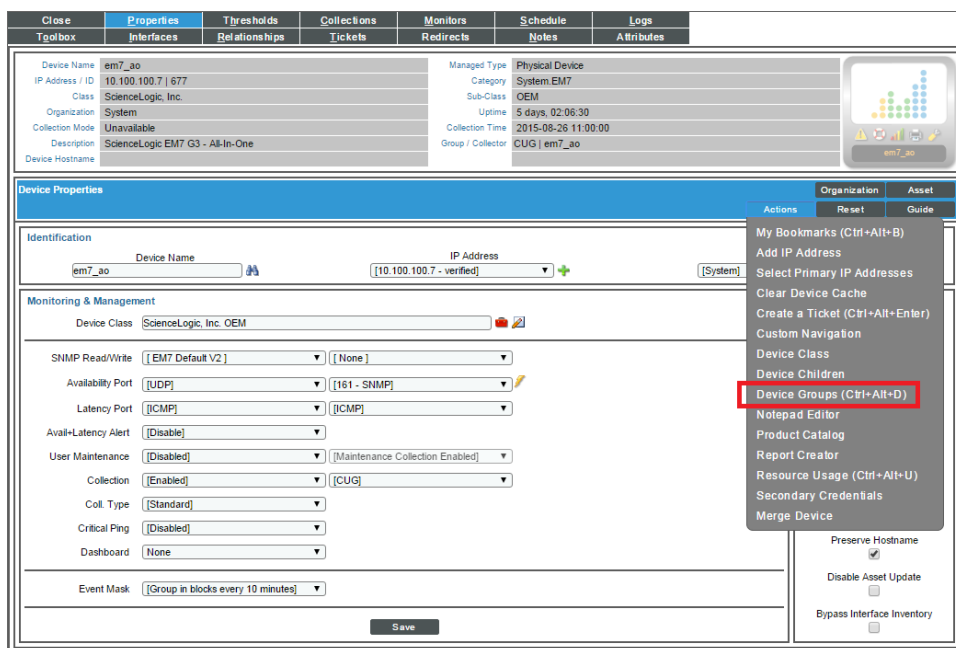 Close Properties Thresholds Collections Monitors Schedule Logs
Toolbox Interfaces Relationships Tickets Redirects Notes Attributes
Device Name em7_ao Managed Type Physical Device
IP Address / ID 10.100.100.7 | 677 Category System.EM7
Class ScienceLogic, Inc. Sub-Class OEM
Organization System Uptime 5 days, 02:06:30
Collection Mode Unavailable Collection Time 2015-08-26 11:00:00
Description ScienceLogic EM7 G3 - All-In-One Group / Collector CUG | em7_ao
Device Hostname
em7_ao
Device Properties Organization Asset
Actions Reset Guide
Identification
Device Name IP Address
em7_ao [10.100.100.7 - verified] [System]
Monitoring & Management
Device Class ScienceLogic, Inc. OEM
SNMP Read/Write [ EM7 Default V2 ] [ None ]
Availability Port [UDP] [161 - SNMP]
Latency Port [ICMP] [ICMP]
Avail+Latency Alert [Disable]
User Maintenance [Disabled] [Maintenance Collection Enabled]
Collection [Enabled] [CUG]
Coll. Type [Standard]
Critical Ping [Disabled]
Dashboard None
Event Mask [Group in blocks every 10 minutes]
Save
My Bookmarks (Ctrl+Alt+B)
Add IP Address
Select Primary IP Addresses
Clear Device Cache
Create a Ticket (Ctrl+Alt+Enter)
Custom Navigation
Device Class
Device Children
Device Groups (Ctrl+Alt+D)
Notepad Editor
Product Catalog
Report Creator
Resource Usage (Ctrl+Alt+U)
Secondary Credentials
Merge Device
Preserve Hostname
Disable Asset Update
Bypass Interface Inventory